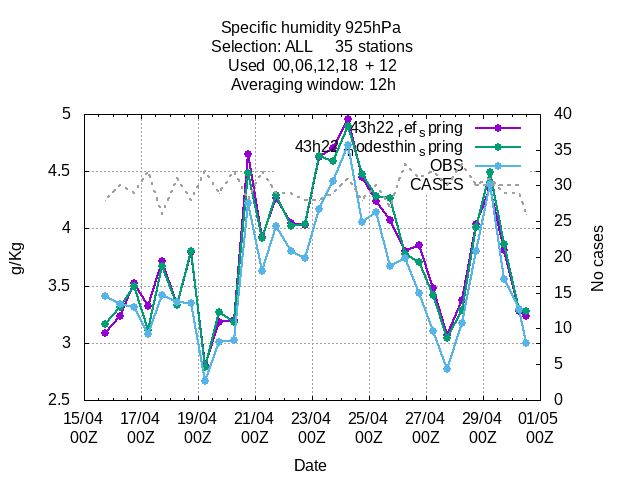 Specific humidity 925hPa
Selection: ALL 35 stations
Used 00,06,12,18 + 12
Averaging window: 12h
43h22_ref_spring
43h22_nodesthin_spring
OBS
CASES
g/Kg
5
4.5
4
3.5
3
2.5
40
35
30
25
20
15
10
5
0
No cases
15/04 17/04 19/04 21/04 23/04 25/04 27/04 29/04 01/05
00Z 00Z 00Z 00Z 00Z 00Z 00Z 00Z 00Z
Date